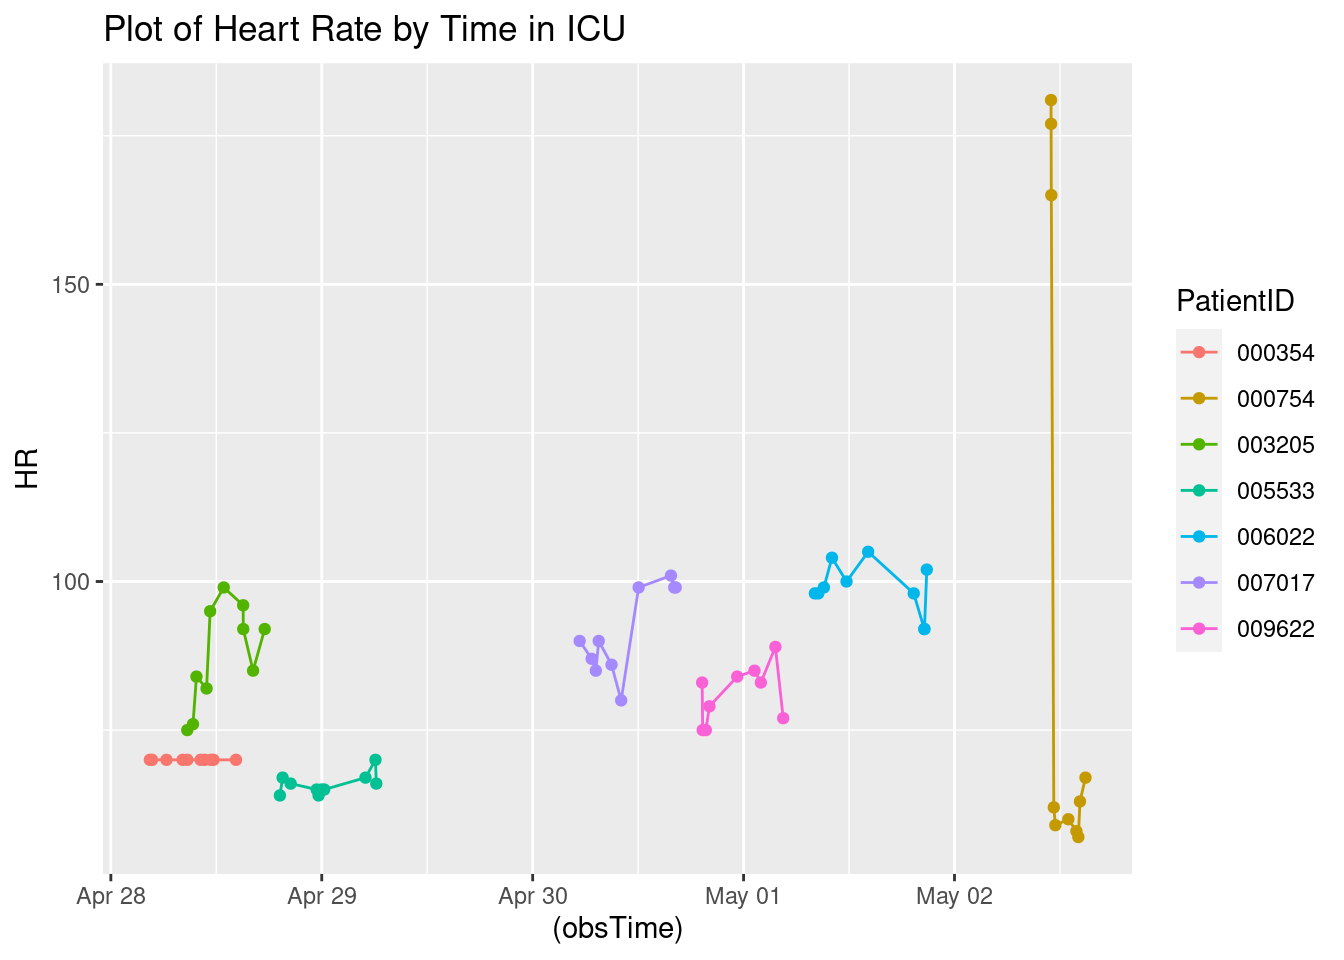 Plot of Heart Rate by Time in ICU
150
100
HR
Apr 28
Apr 29
Apr 30
May 01
May 02
(obsTime)
PatientID
000354
000754
003205
005533
006022
007017
009622